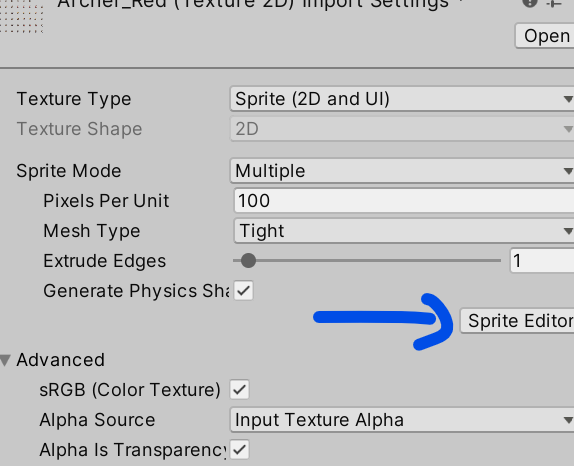 Archer_Red (Texture 2D) Import Settings
Open
Texture Type Sprite (2D and UI)
Texture Shape 2D
Sprite Mode Multiple
Pixels Per Unit 100
Mesh Type Tight
Extrude Edges 1
Generate Physics Sha
Sprite Editor
Advanced
sRGB (Color Texture)
Alpha Source Input Texture Alpha
Alpha Is Transparency